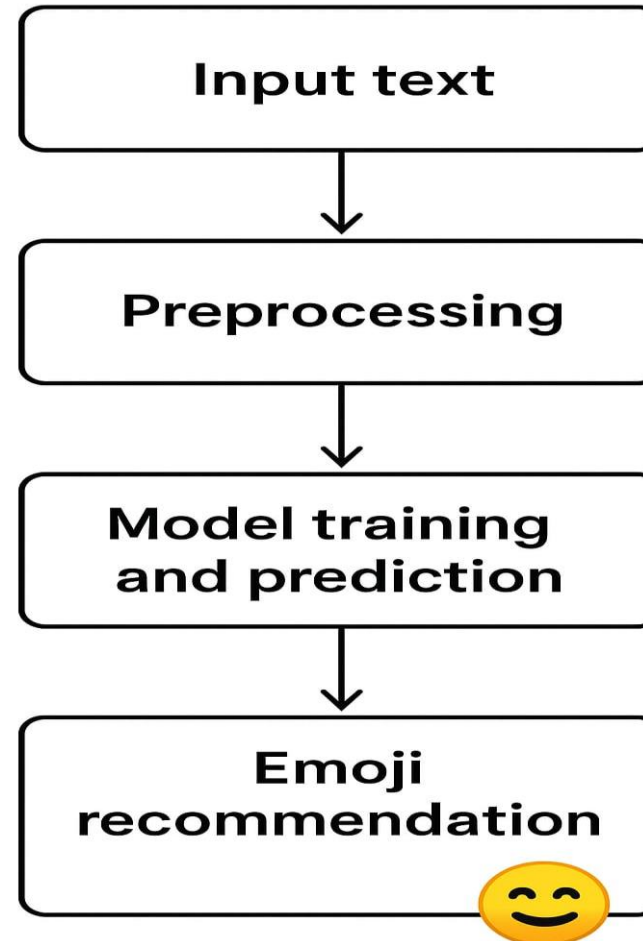 Input text
Preprocessing
Model training
and prediction
Emoji
recommendation